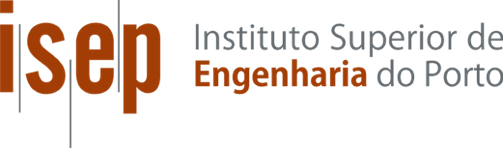 isep
Instituto Superior de
Engenharia do Porto